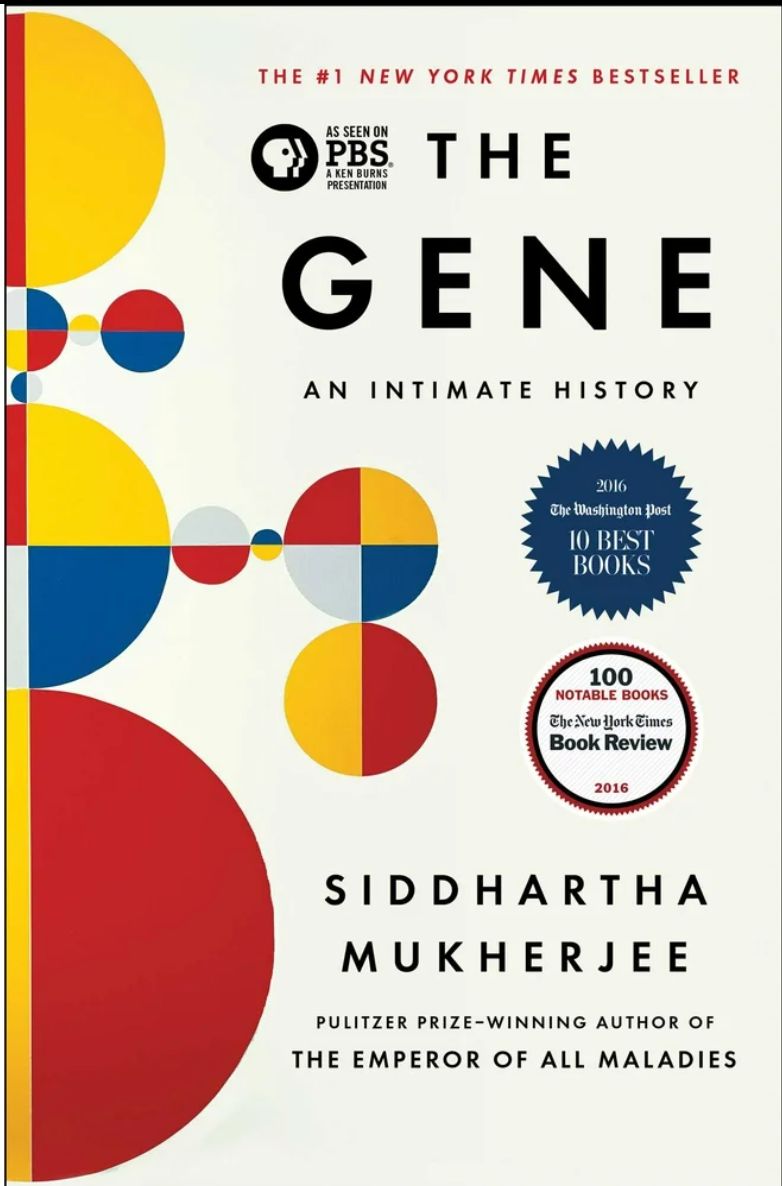 THE #1 NEW YORK TIMES BESTSELLER
AS SEEN ON
PBS®
A KEN BURNS
PRESENTATION
THE
GENE
AN INTIMATE HISTORY
2016
The Washington Post
10 BEST
BOOKS
100
NOTABLE BOOKS
The New York Times
Book Review
2016
SIDDHARTHA
MUKHERJEE
PULITZER PRIZE–WINNING AUTHOR OF
THE EMPEROR OF ALL MALADIES